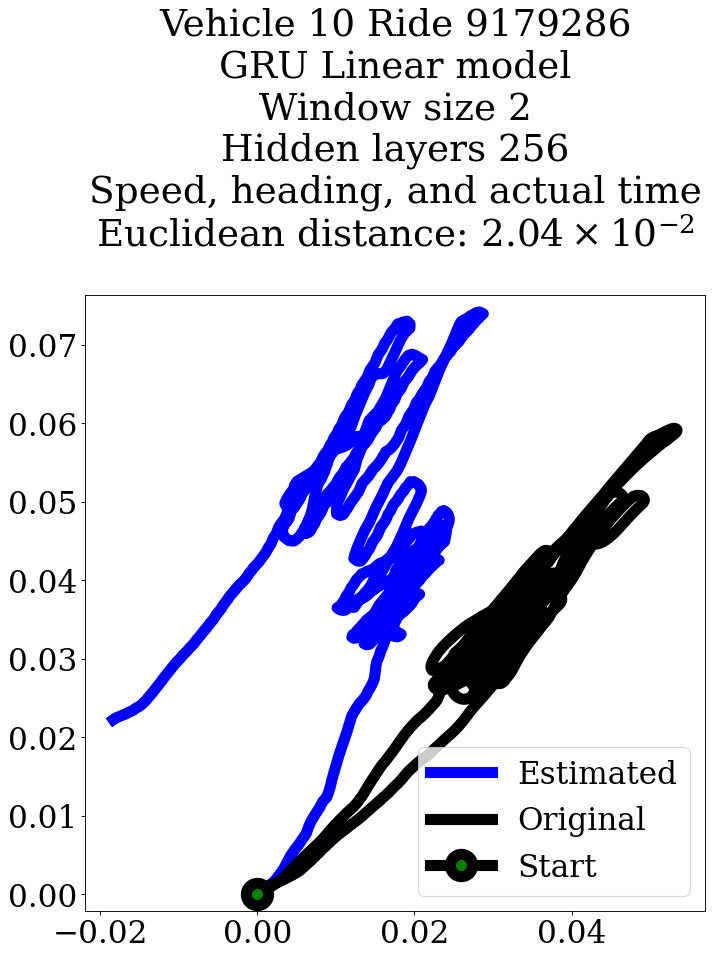 Vehicle 10 Ride 9179286
GRU Linear model
Window size 2
Hidden layers 256
Speed, heading, and actual time
Euclidean distance: 2.04 × 10⁻²
0.07
0.06
0.05
0.04
0.03
0.02
0.01
0.00
−0.02 0.00 0.02 0.04
Estimated
Original
Start